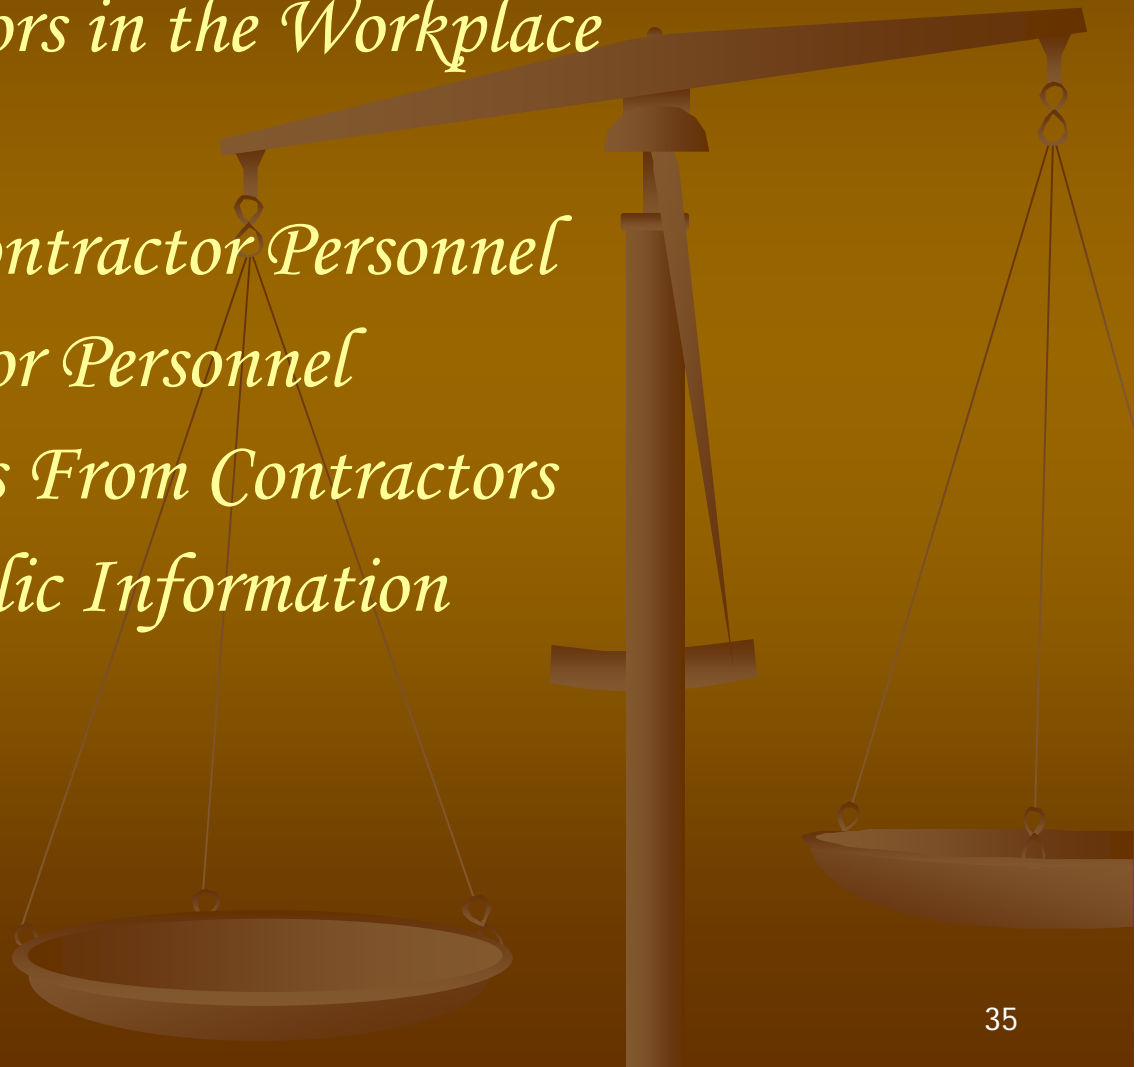 ors in the Workplace
ontractor Personnel
or Personnel
s From Contractors
lic Information
35